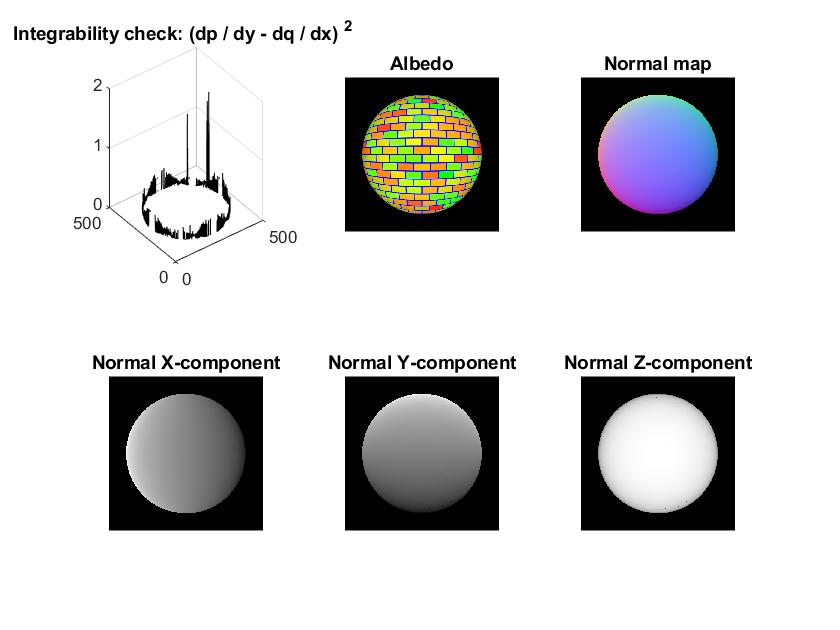 Integrability check: (dp / dy - dq / dx) 2
Albedo
Normal map
2
1
0
500
0
0
500
Normal X-component
Normal Y-component
Normal Z-component